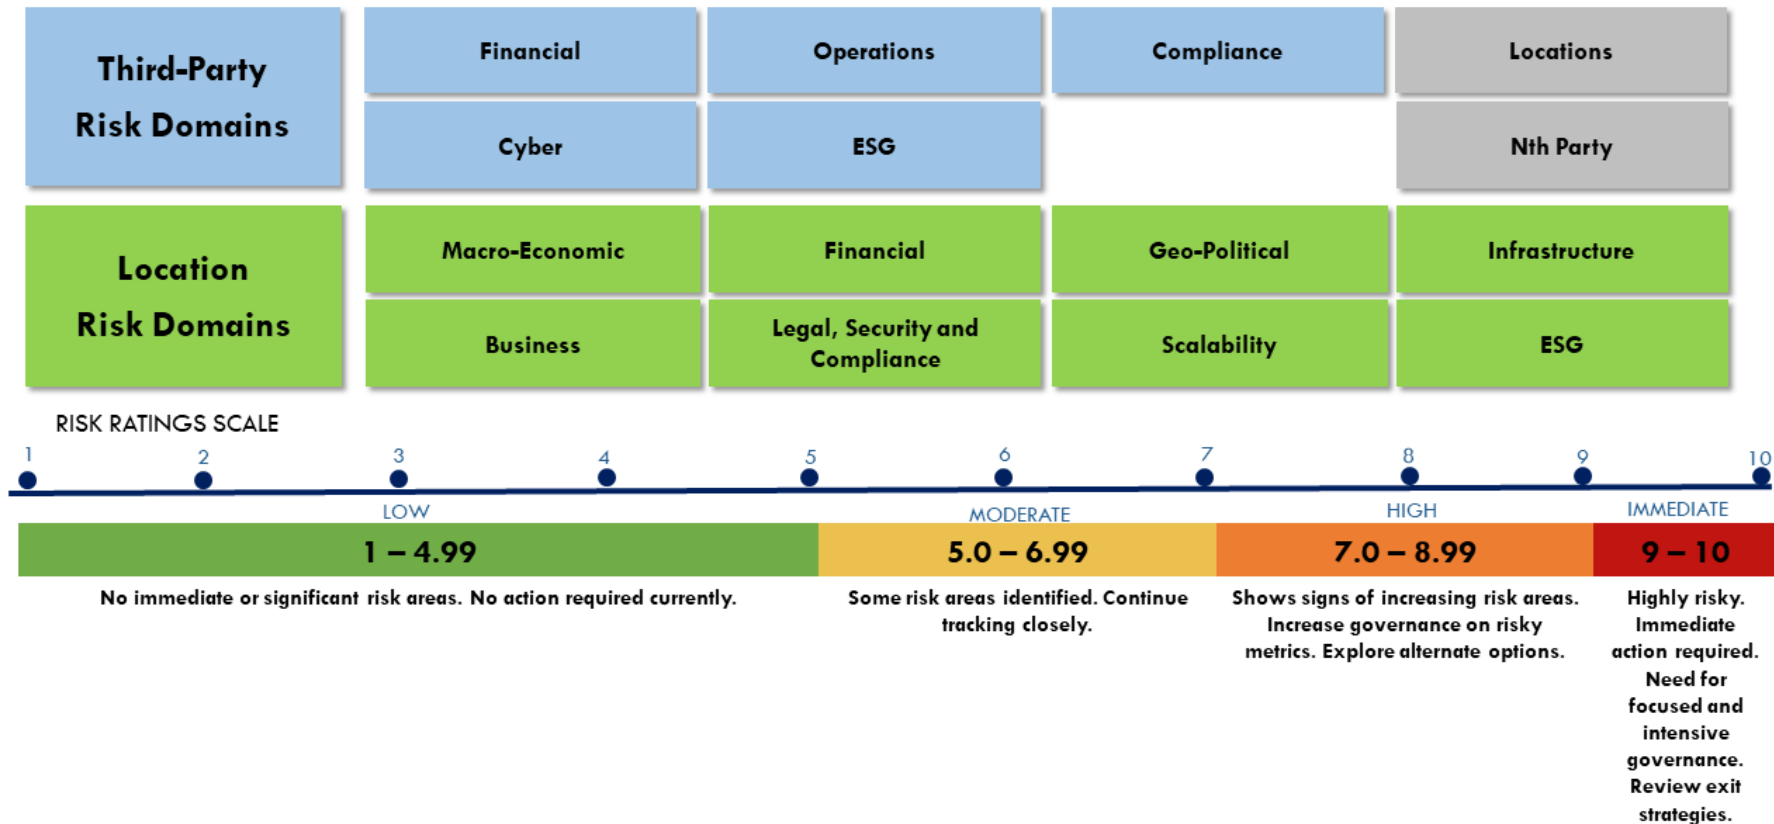 Third-Party
Risk Domains
Financial
Operations
Compliance
Locations
Cyber
ESG
Nth Party
Location
Risk Domains
Macro-Economic
Financial
Geo-Political
Infrastructure
Business
Legal, Security and
Compliance
Scalability
ESG
RISK RATINGS SCALE
1 2 3 4 5 6 7 8 9 10
LOW
MODERATE
HIGH
IMMEDIATE
1 – 4.99
5.0 – 6.99
7.0 – 8.99
9 – 10
No immediate or significant risk areas. No action required currently.
Some risk areas identified. Continue
tracking closely.
Shows signs of increasing risk areas.
Increase governance on risky
metrics. Explore alternate options.
Highly risky.
Immediate
action required.
Need for
focused and
intensive
governance.
Review exit
strategies.